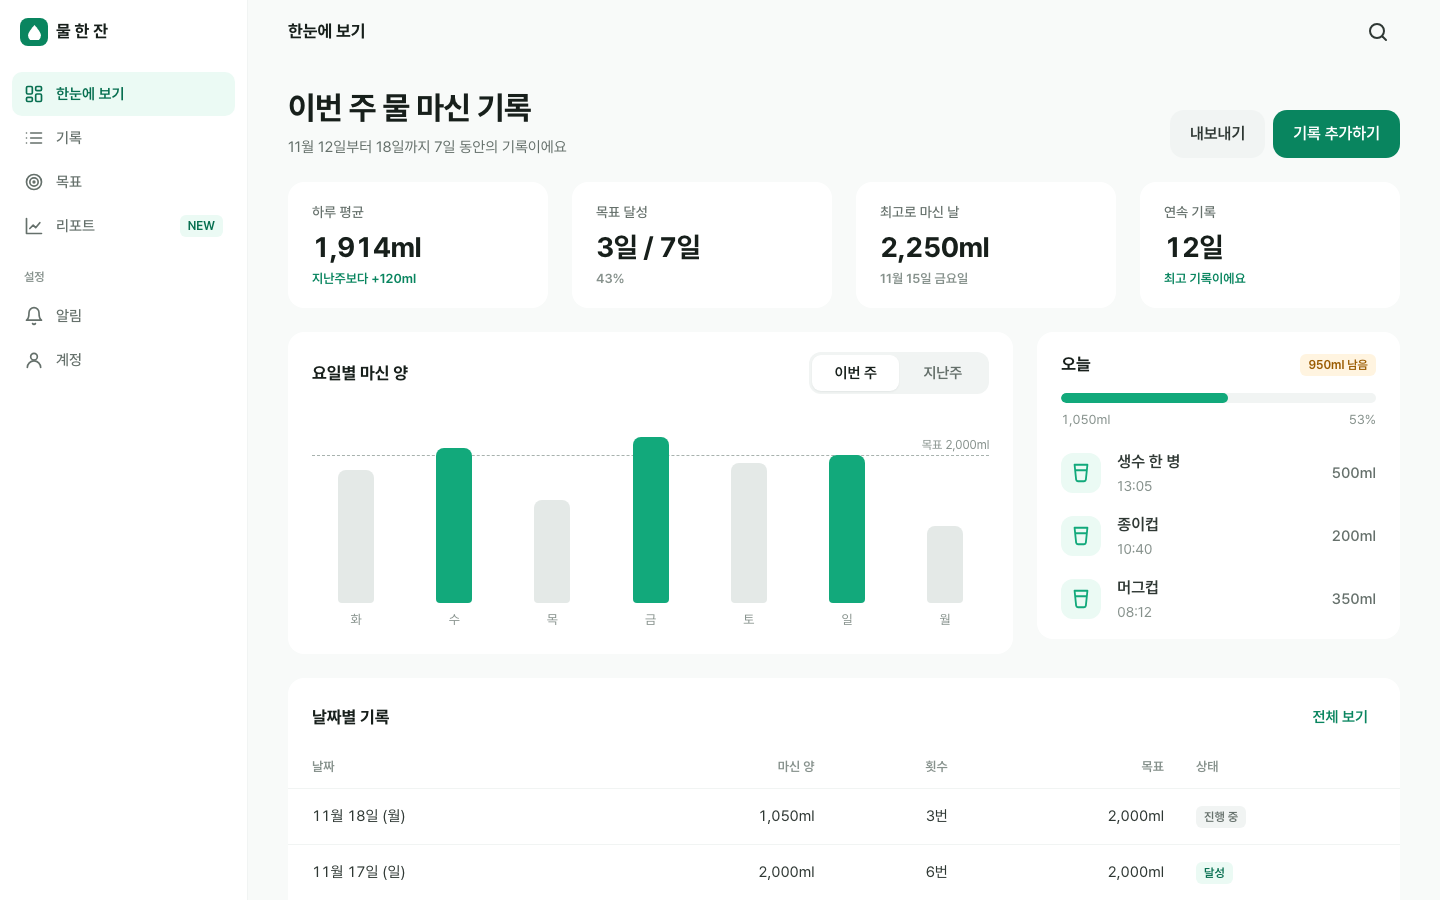 물 한 잔
한눈에 보기
기록
목표
리포트 NEW
설정
알림
계정
한눈에 보기
이번 주 물 마신 기록
11월 12일부터 18일까지 7일 동안의 기록이에요
내보내기
기록 추가하기
하루 평균
1,914ml
지난주보다 +120ml
목표 달성
3일 / 7일
43%
최고로 마신 날
2,250ml
11월 15일 금요일
연속 기록
12일
최고 기록이에요
요일별 마신 양
이번 주 지난주
목표 2,000ml
화 수 목 금 토 일 월
오늘
950ml 남음
1,050ml 53%
생수 한 병
13:05
500ml
종이컵
10:40
200ml
머그컵
08:12
350ml
날짜별 기록
전체 보기
날짜 마신 양 횟수 목표 상태
11월 18일 (월) 1,050ml 3번 2,000ml 진행 중
11월 17일 (일) 2,000ml 6번 2,000ml 달성